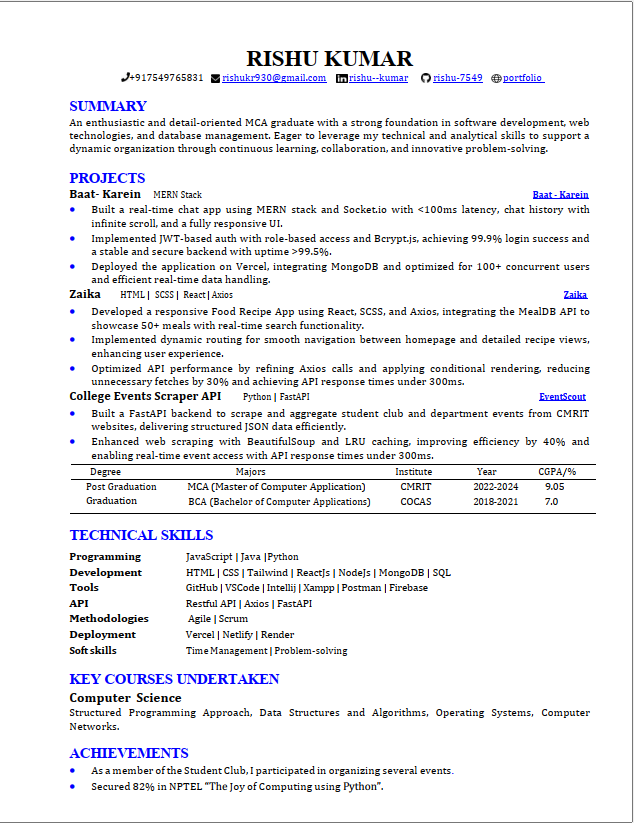 RISHU KUMAR
+917549765831 rishukr930@gmail.com rishu--kumar rishu-7549 portfolio
SUMMARY
An enthusiastic and detail-oriented MCA graduate with a strong foundation in software development, web
technologies, and database management. Eager to leverage my technical and analytical skills to support a
dynamic organization through continuous learning, collaboration, and innovative problem-solving.
PROJECTS
Baat- Karein MERN Stack Baat - Karein
• Built a real-time chat app using MERN stack and Socket.io with <100ms latency, chat history with
infinite scroll, and a fully responsive UI.
• Implemented JWT-based auth with role-based access and Bcrypt.js, achieving 99.9% login success and
a stable and secure backend with uptime >99.5%.
• Deployed the application on Vercel, integrating MongoDB and optimized for 100+ concurrent users
and efficient real-time data handling.
Zaika HTML | SCSS | React | Axios Zaika
• Developed a responsive Food Recipe App using React, SCSS, and Axios, integrating the MealDB API to
showcase 50+ meals with real-time search functionality.
• Implemented dynamic routing for smooth navigation between homepage and detailed recipe views,
enhancing user experience.
• Optimized API performance by refining Axios calls and applying conditional rendering, reducing
unnecessary fetches by 30% and achieving API response times under 300ms.
College Events Scraper API Python | FastAPI EventScout
• Built a FastAPI backend to scrape and aggregate student club and department events from CMRIT
websites, delivering structured JSON data efficiently.
• Enhanced web scraping with BeautifulSoup and LRU caching, improving efficiency by 40% and
enabling real-time event access with API response times under 300ms.
Degree Majors Institute Year CGPA/%
Post Graduation MCA (Master of Computer Application) CMRIT 2022-2024 9.05
Graduation BCA (Bachelor of Computer Applications) COCAS 2018-2021 7.0
TECHNICAL SKILLS
Programming JavaScript | Java |Python
Development HTML | CSS | Tailwind | ReactJs | NodeJs | MongoDB | SQL
Tools GitHub | VSCode | Intellij | Xampp | Postman | Firebase
API Restful API | Axios | FastAPI
Methodologies Agile | Scrum
Deployment Vercel | Netlify | Render
Soft skills Time Management | Problem-solving
KEY COURSES UNDERTAKEN
Computer Science
Structured Programming Approach, Data Structures and Algorithms, Operating Systems, Computer
Networks.
ACHIEVEMENTS
• As a member of the Student Club, I participated in organizing several events.
• Secured 82% in NPTEL “The Joy of Computing using Python”.